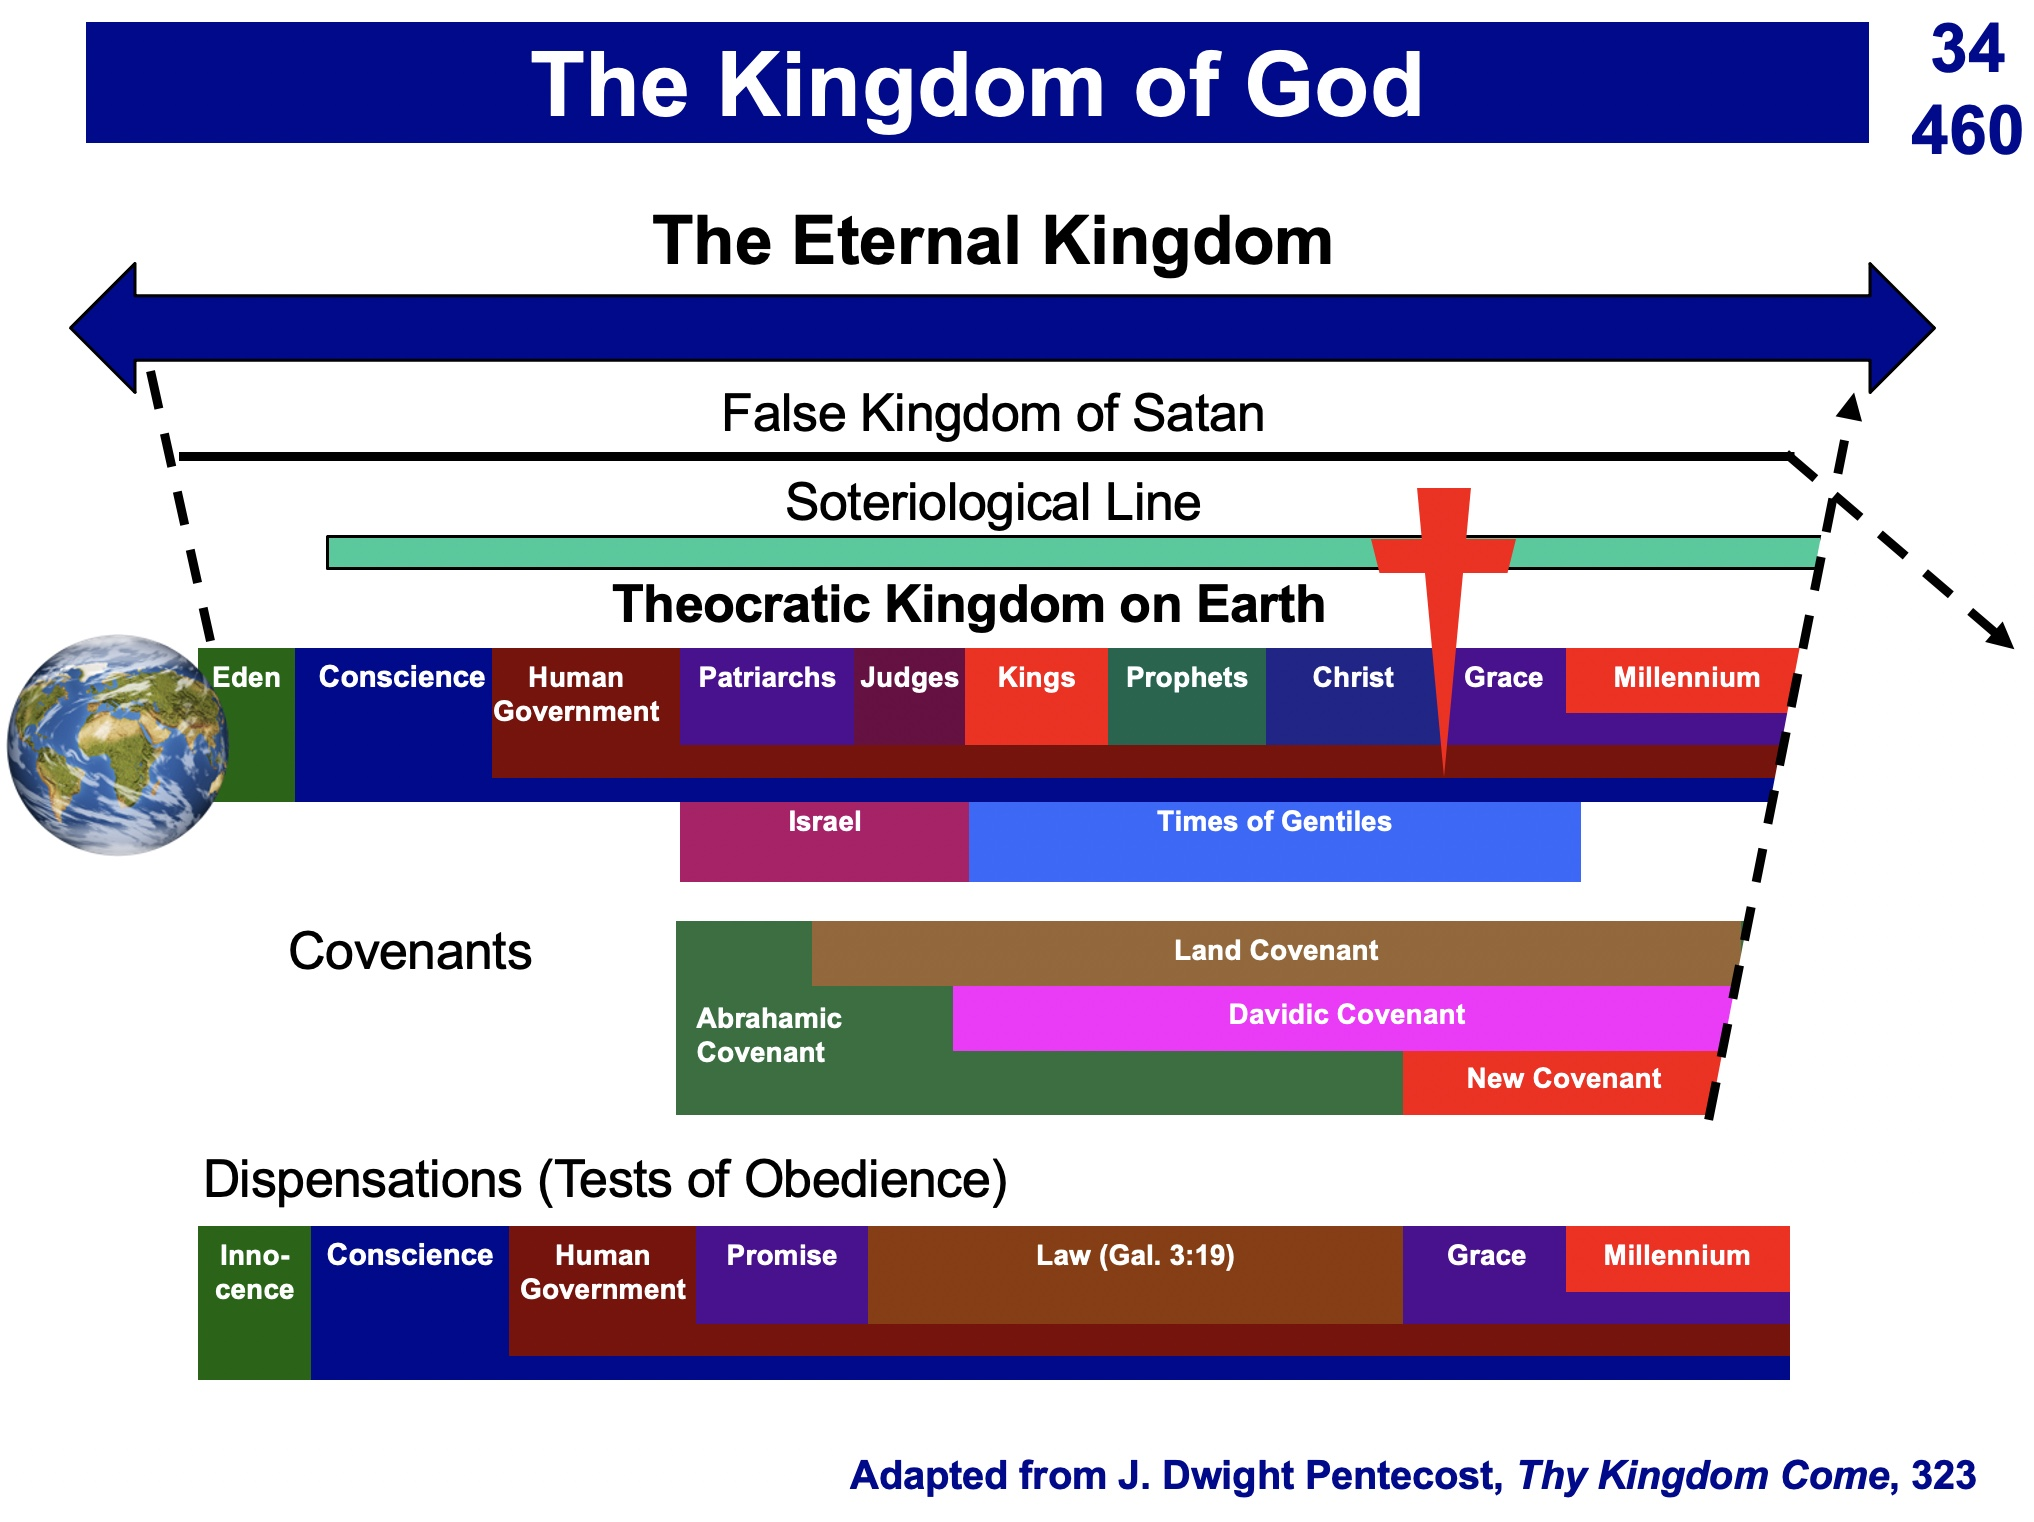 The Kingdom of God
34
460
The Eternal Kingdom
False Kingdom of Satan
Soteriological Line
Theocratic Kingdom on Earth
Eden
Conscience
Human
Government
Patriarchs
Judges
Kings
Prophets
Christ
Grace
Millennium
Israel
Times of Gentiles
Covenants
Land Covenant
Abrahamic
Covenant
Davidic Covenant
New Covenant
Dispensations (Tests of Obedience)
Inno-
cence
Conscience
Human
Government
Promise
Law (Gal. 3:19)
Grace
Millennium
Adapted from J. Dwight Pentecost, Thy Kingdom Come, 323